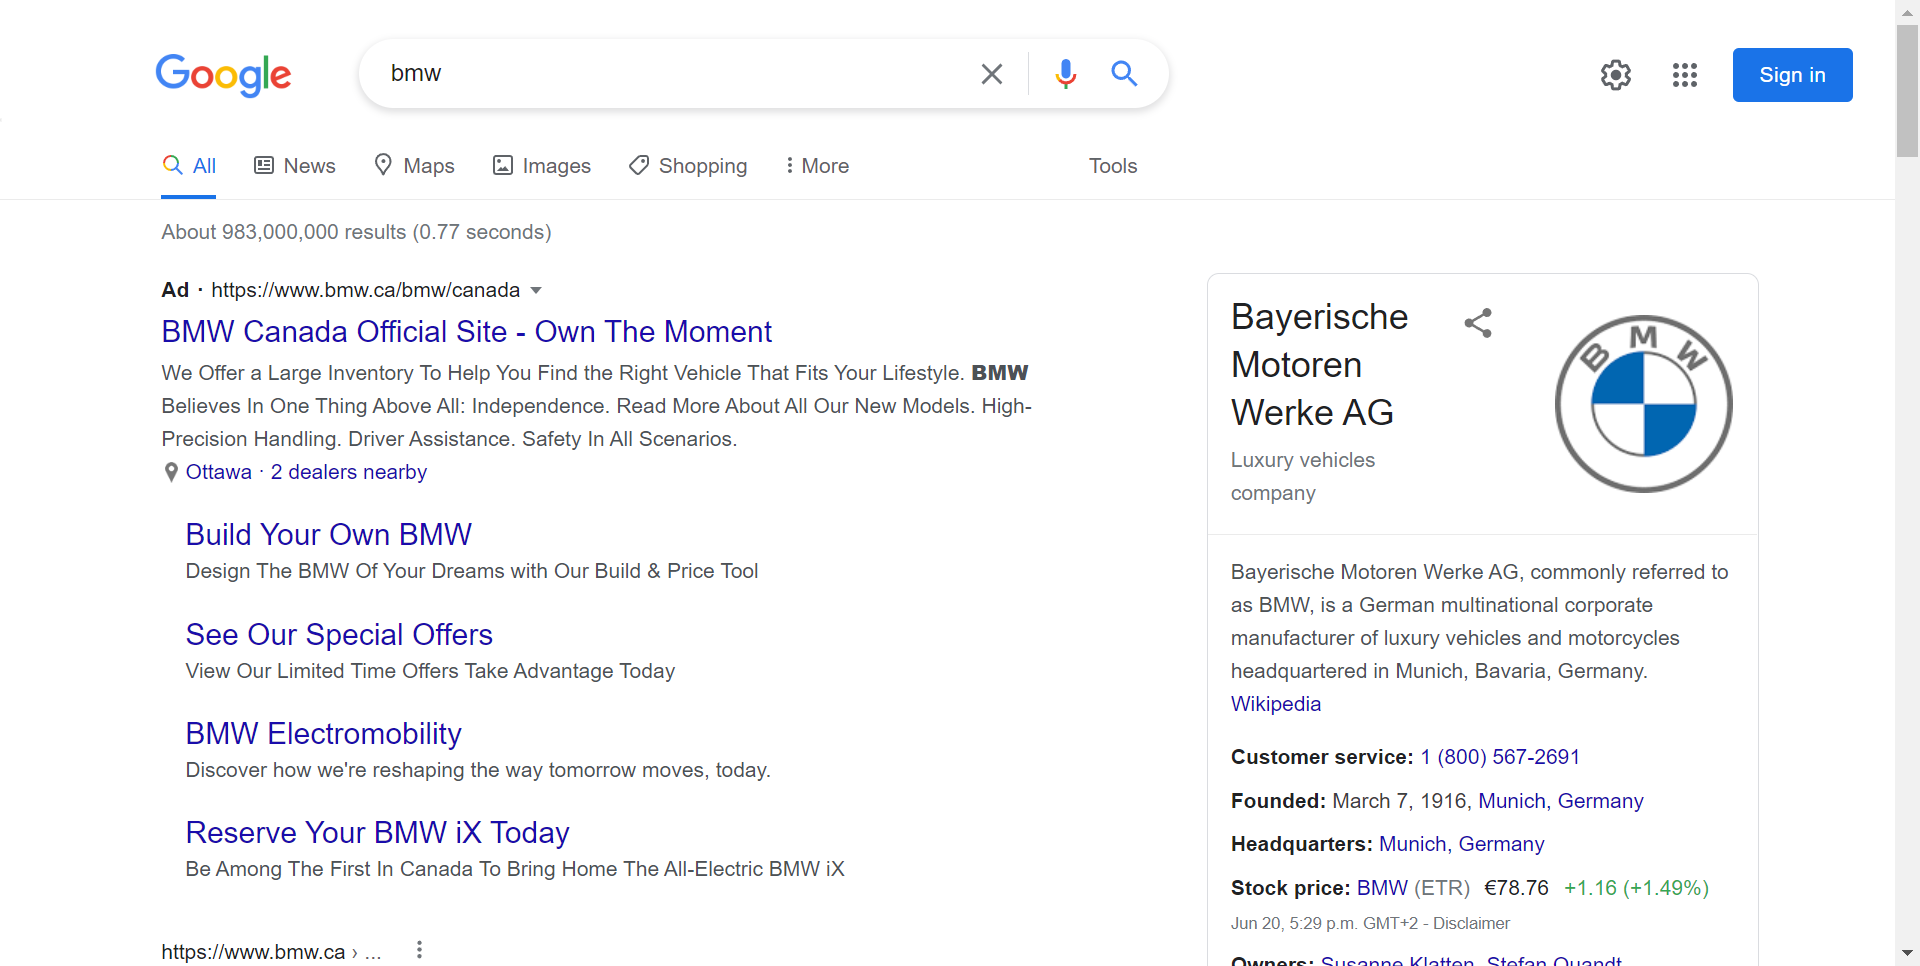 Google
bmw
Sign in
All News Maps Images Shopping More Tools
About 983,000,000 results (0.77 seconds)
Ad · https://www.bmw.ca/bmw/canada
BMW Canada Official Site - Own The Moment
We Offer a Large Inventory To Help You Find the Right Vehicle That Fits Your Lifestyle. BMW
Believes In One Thing Above All: Independence. Read More About All Our New Models. High-
Precision Handling. Driver Assistance. Safety In All Scenarios.
Ottawa · 2 dealers nearby
Build Your Own BMW
Design The BMW Of Your Dreams with Our Build & Price Tool
See Our Special Offers
View Our Limited Time Offers Take Advantage Today
BMW Electromobility
Discover how we're reshaping the way tomorrow moves, today.
Reserve Your BMW iX Today
Be Among The First In Canada To Bring Home The All-Electric BMW iX
https://www.bmw.ca › ...
Bayerische
Motoren
Werke AG
Luxury vehicles
company
BMW
Bayerische Motoren Werke AG, commonly referred to
as BMW, is a German multinational corporate
manufacturer of luxury vehicles and motorcycles
headquartered in Munich, Bavaria, Germany.
Wikipedia
Customer service: 1 (800) 567-2691
Founded: March 7, 1916, Munich, Germany
Headquarters: Munich, Germany
Stock price: BMW (ETR) €78.76 +1.16 (+1.49%)
Jun 20, 5:29 p.m. GMT+2 - Disclaimer
Owners: Susanne Klatten, Stefan Quandt